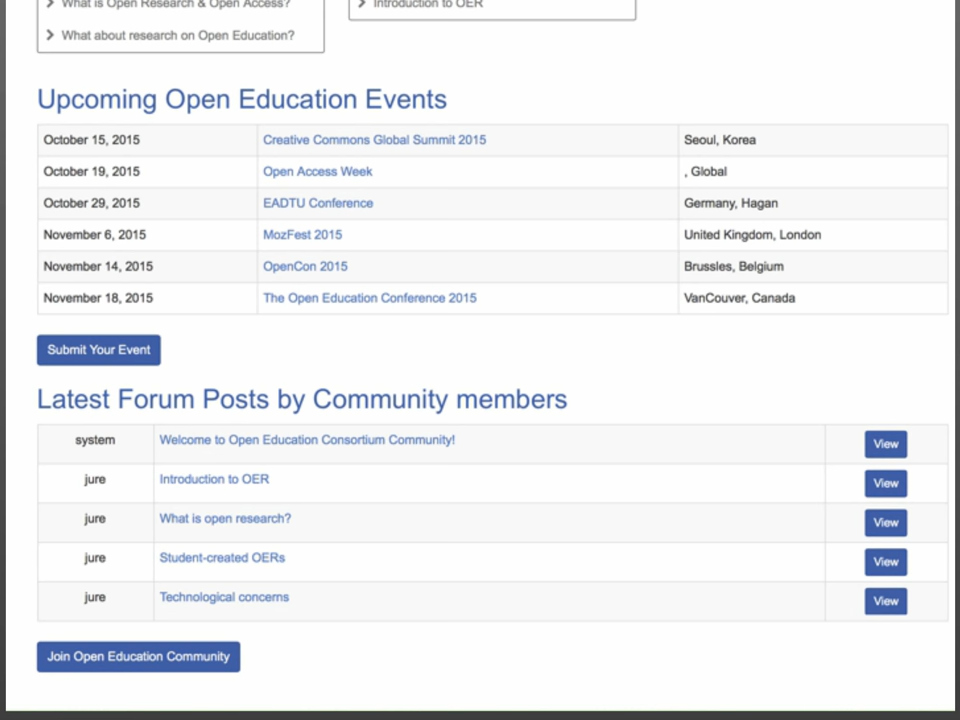 What is Open Research & Open Access?
Introduction to OER
What about research on Open Education?
Upcoming Open Education Events
October 15, 2015 Creative Commons Global Summit 2015 Seoul, Korea
October 19, 2015 Open Access Week , Global
October 29, 2015 EADTU Conference Germany, Hagan
November 6, 2015 MozFest 2015 United Kingdom, London
November 14, 2015 OpenCon 2015 Brussles, Belgium
November 18, 2015 The Open Education Conference 2015 VanCouver, Canada
Submit Your Event
Latest Forum Posts by Community members
system Welcome to Open Education Consortium Community! View
jure Introduction to OER View
jure What is open research? View
jure Student-created OERs View
jure Technological concerns View
Join Open Education Community